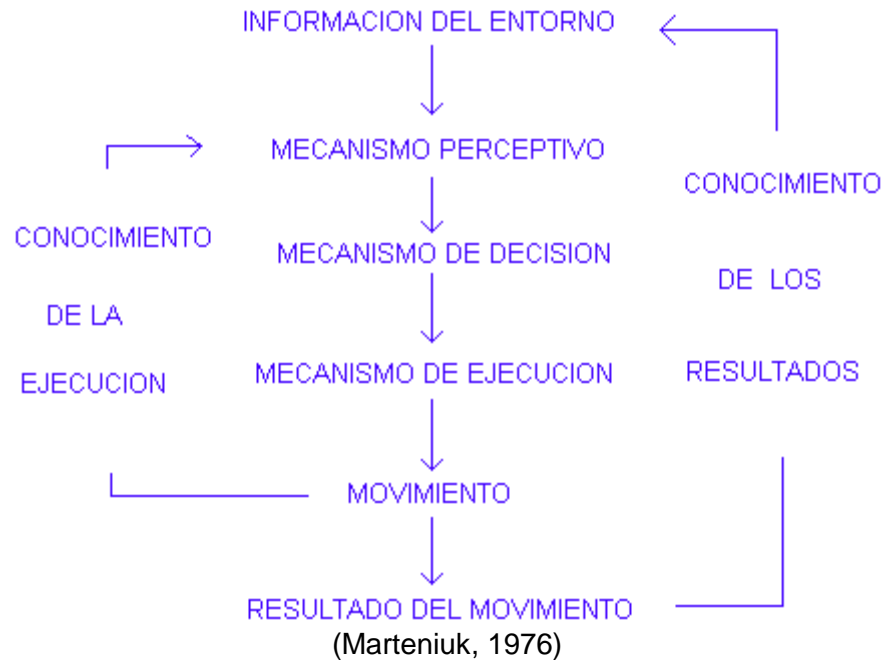 INFORMACION DEL ENTORNO
MECANISMO PERCEPTIVO
MECANISMO DE DECISION
MECANISMO DE EJECUCION
MOVIMIENTO
RESULTADO DEL MOVIMIENTO
(Marteniuk, 1976)
CONOCIMIENTO
DE LA
EJECUCION
CONOCIMIENTO
DE LOS
RESULTADOS